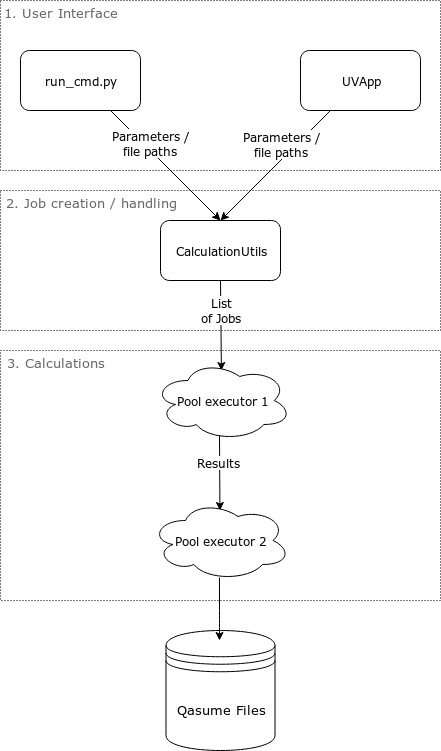 1. User Interface
run_cmd.py
UVApp
Parameters /
file paths
Parameters /
file paths
2. Job creation / handling
CalculationUtils
List
of Jobs
3. Calculations
Pool executor 1
Results
Pool executor 2
Qasume Files